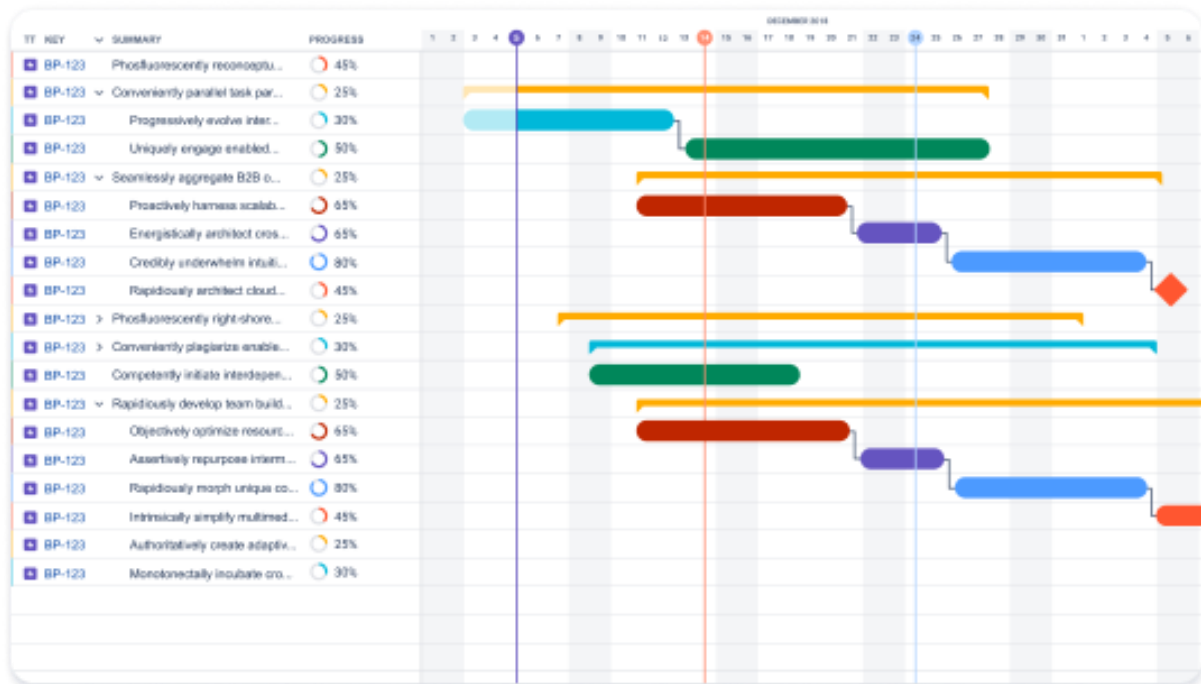 DECEMBER 2018
TT KEY SUMMARY PROGRESS 1 2 3 4 5 6 7 8 9 10 11 12 13 14 15 16 17 18 19 20 21 22 23 24 25 26 27 28 29 30 31 1 2 3 4 5 6
BP-123 Phosfluorescently reconceptu... 45%
BP-123 Conveniently parallel task par... 25%
BP-123 Progressively evolve inter... 30%
BP-123 Uniquely engage enabled... 50%
BP-123 Seamlessly aggregate B2B o... 25%
BP-123 Proactively harness scalab... 65%
BP-123 Energistically architect cros... 65%
BP-123 Credibly underwhelm intuiti... 80%
BP-123 Rapidiously architect cloud... 45%
BP-123 Phosfluorescently right-shore... 25%
BP-123 Conveniently plagiarize enable... 30%
BP-123 Competently initiate interdepen... 50%
BP-123 Rapidiously develop team build... 25%
BP-123 Objectively optimize resourc... 65%
BP-123 Assertively repurpose interm... 65%
BP-123 Rapidiously morph unique co... 80%
BP-123 Intrinsically simplify multimed... 45%
BP-123 Authoritatively create adaptiv... 25%
BP-123 Monotonectally incubate cro... 30%